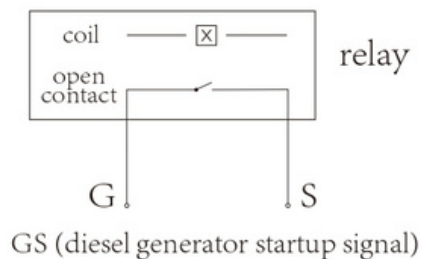 coil
X
relay
open
contact
G
S
GS (diesel generator startup signal)